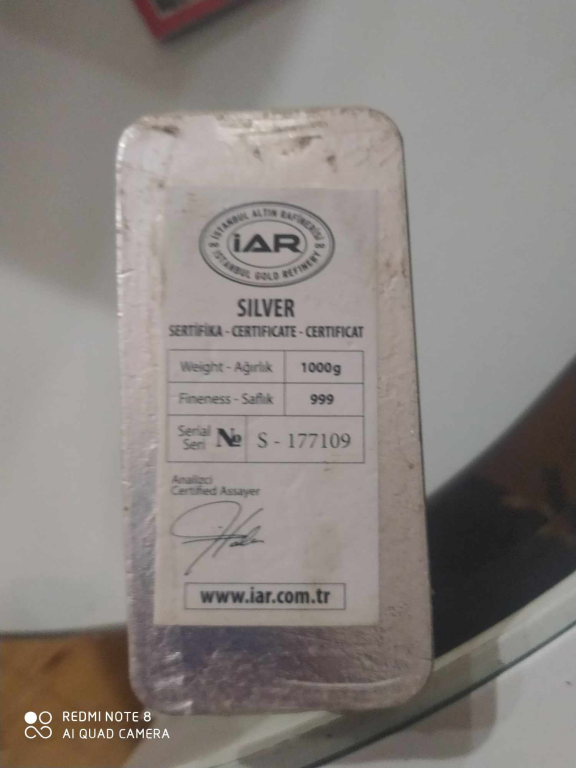 İSTANBUL ALTIN RAFİNERİSİ
İAR
İSTANBUL GOLD REFINERY
SILVER
SERTİFİKA - CERTIFICATE - CERTIFICAT
Weight - Ağırlık 1000g
Fineness - Saflık 999
Serial
Seri № S - 177109
Analizci
Certified Assayer
www.iar.com.tr
REDMI NOTE 8
AI QUAD CAMERA